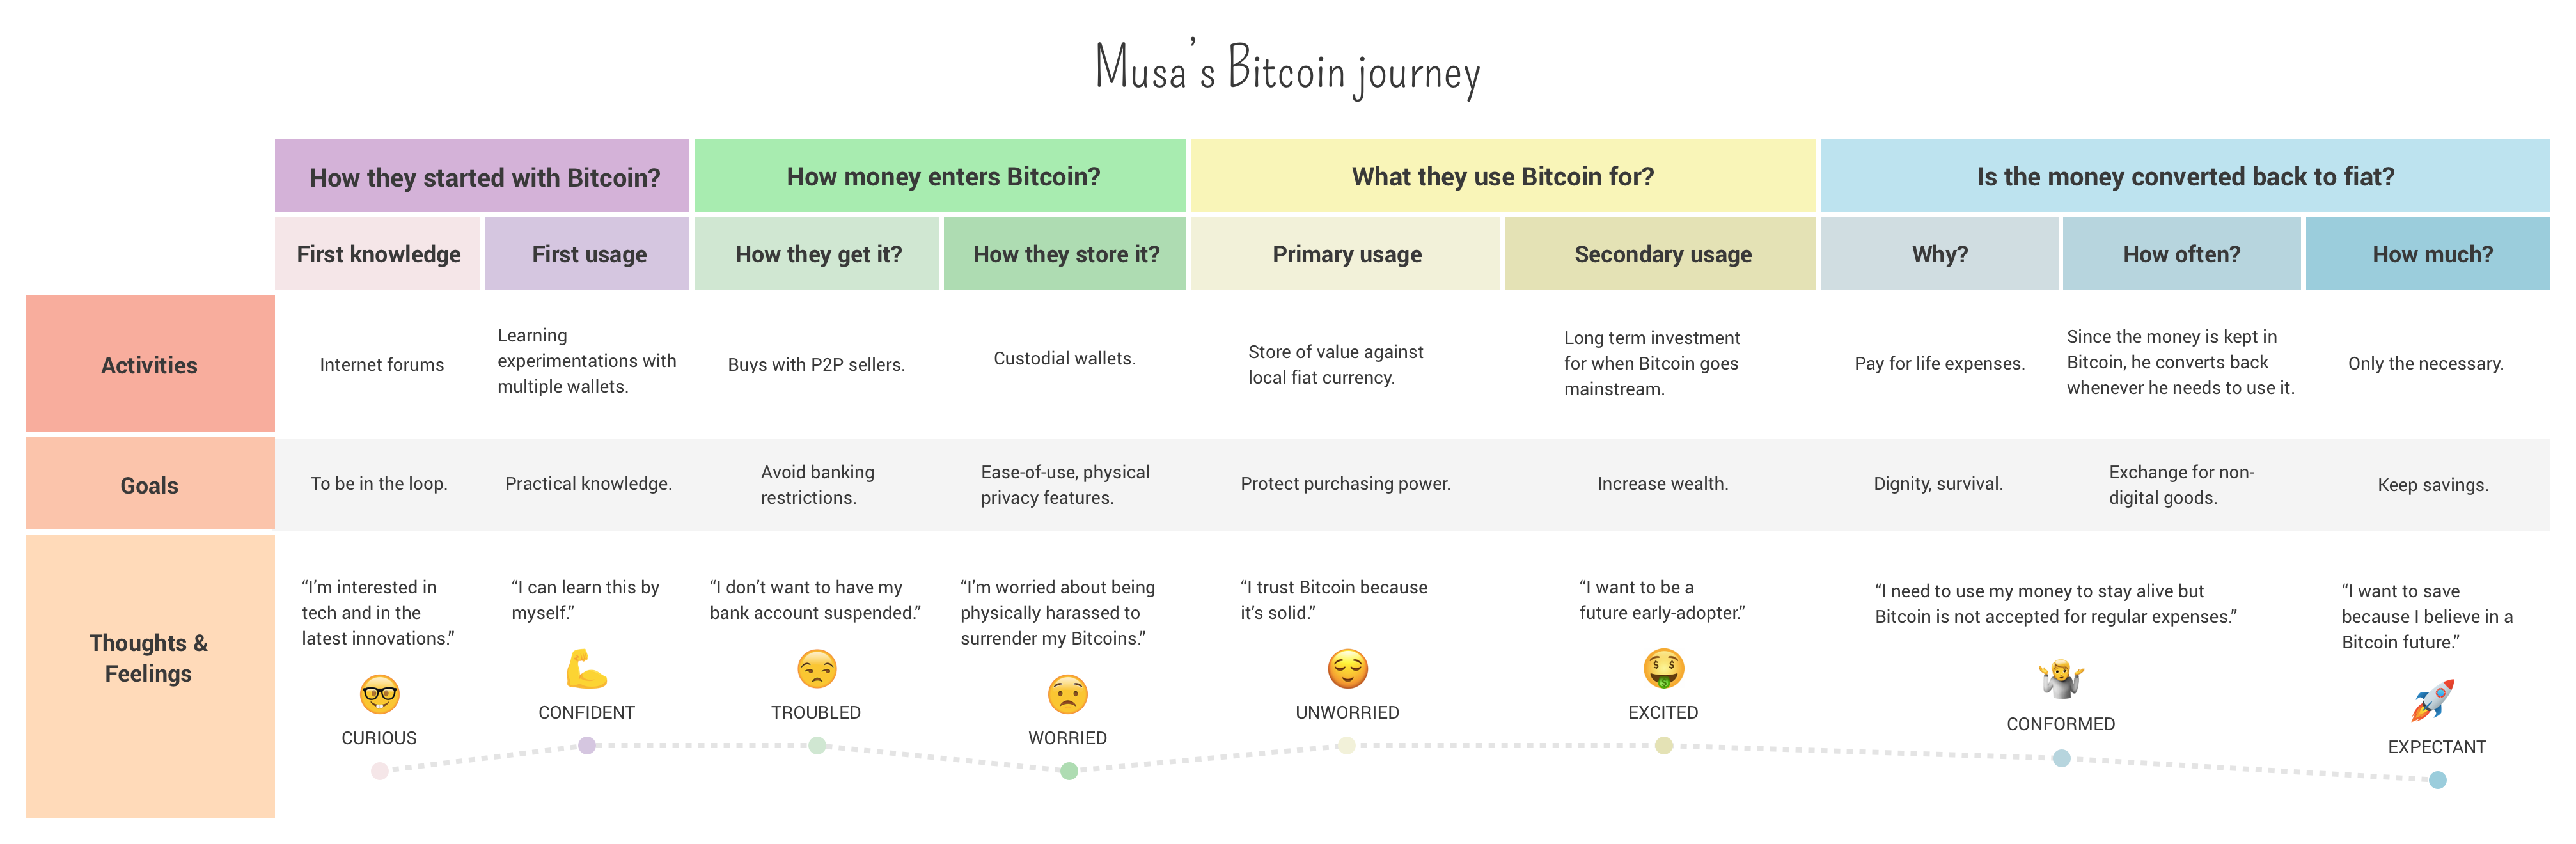 Musa's Bitcoin journey
How they started with Bitcoin?
How money enters Bitcoin?
What they use Bitcoin for?
Is the money converted back to fiat?
First knowledge
First usage
How they get it?
How they store it?
Primary usage
Secondary usage
Why?
How often?
How much?
Activities
Internet forums
Learning
experimentations with
multiple wallets.
Buys with P2P sellers.
Custodial wallets.
Store of value against
local fiat currency.
Long term investment
for when Bitcoin goes
mainstream.
Pay for life expenses.
Since the money is kept in
Bitcoin, he converts back
whenever he needs to use it.
Only the necessary.
Goals
To be in the loop.
Practical knowledge.
Avoid banking
restrictions.
Ease-of-use, physical
privacy features.
Protect purchasing power.
Increase wealth.
Dignity, survival.
Exchange for non-
digital goods.
Keep savings.
Thoughts &
Feelings
“I’m interested in
tech and in the
latest innovations.”
CURIOUS
“I can learn this by
myself.”
CONFIDENT
“I don’t want to have my
bank account suspended.”
TROUBLED
“I’m worried about being
physically harassed to
surrender my Bitcoins.”
WORRIED
“I trust Bitcoin because
it’s solid.”
UNWORRIED
“I want to be a
future early-adopter.”
EXCITED
“I need to use my money to stay alive but
Bitcoin is not accepted for regular expenses.”
CONFORMED
“I want to save
because I believe in a
Bitcoin future.”
EXPECTANT